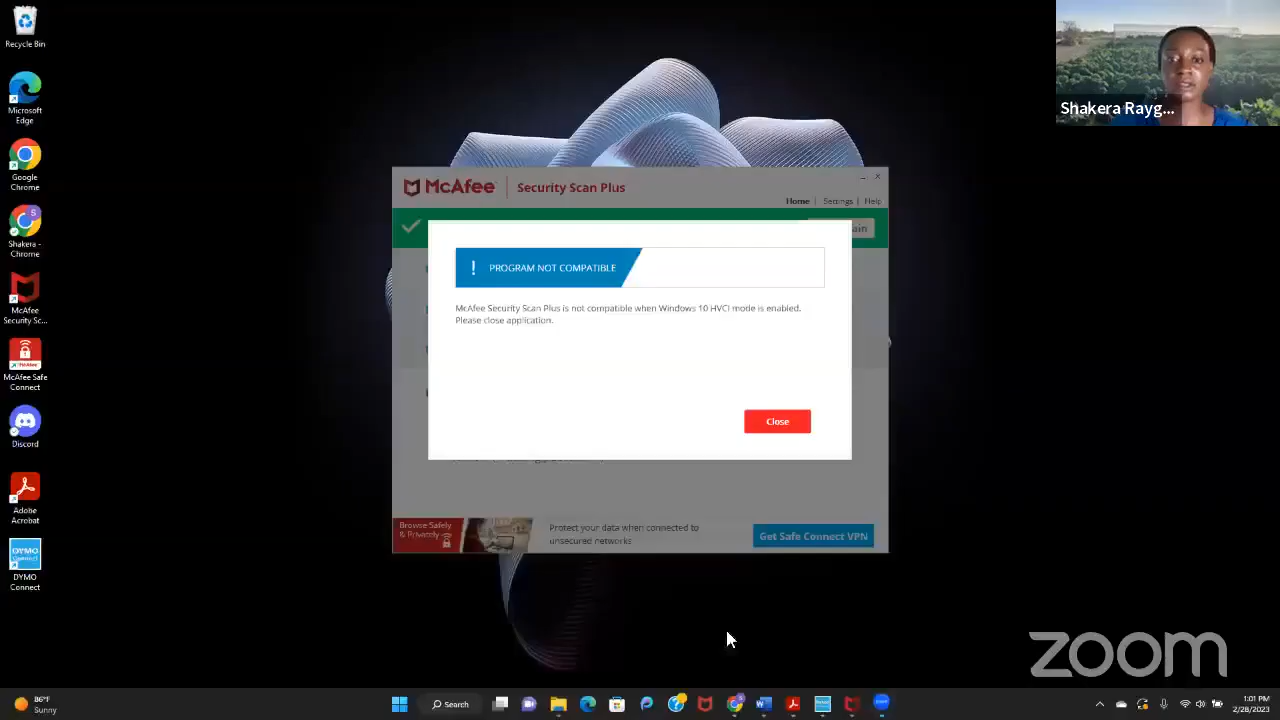 Recycle Bin
Microsoft
Edge
Google
Chrome
Shakera -
Chrome
McAfee
Security Sc...
McAfee Safe
Connect
Discord
Adobe
Acrobat
DYMO
Connect
DYMO
Connect
Shakera Rayg...
McAfee | Security Scan Plus
Home | Settings | Help
ain
! PROGRAM NOT COMPATIBLE
McAfee Security Scan Plus is not compatible when Windows 10 HVCI mode is enabled.
Please close application.
Close
Browse Safely
& Privately
Protect your data when connected to
unsecured networks
Get Safe Connect VPN
zoom
86°F
Sunny
Search
1:01 PM
2/28/2023